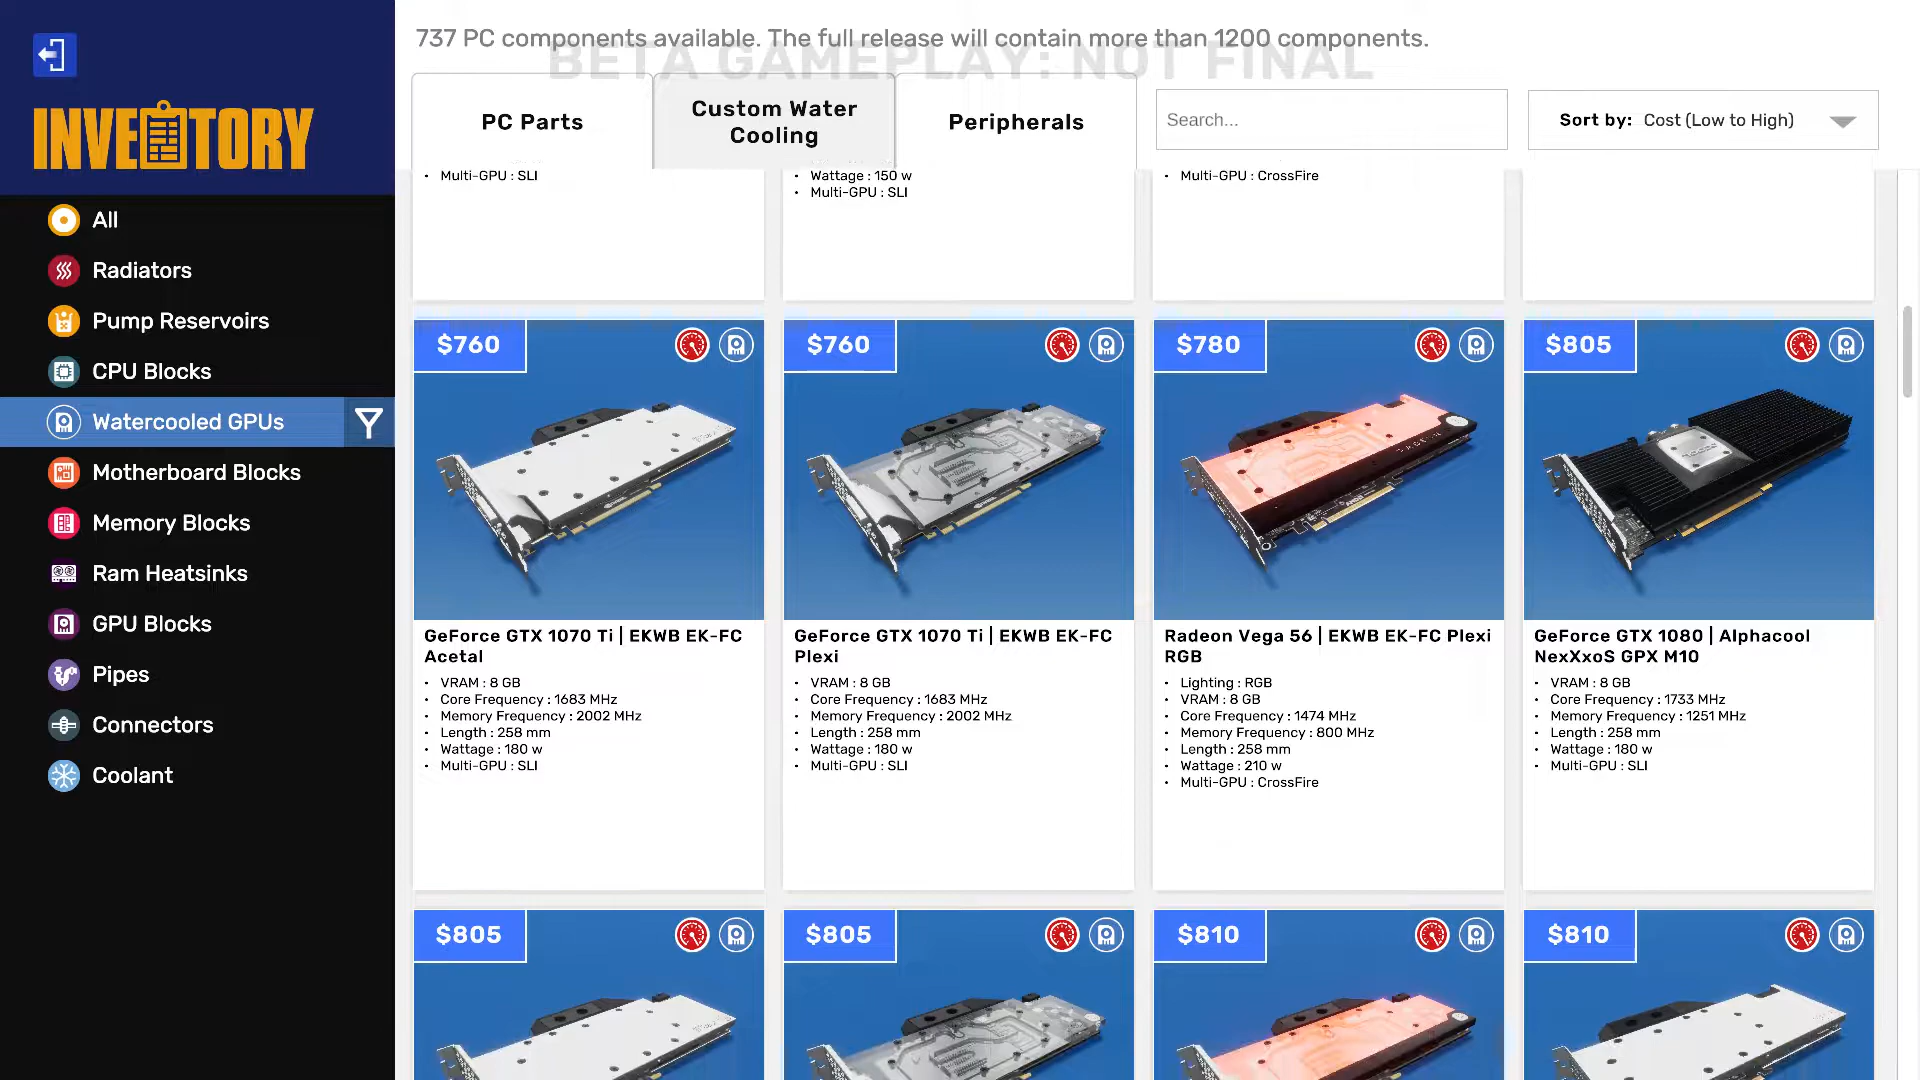 737 PC components available. The full release will contain more than 1200 components.
BETA GAMEPLAY: NOT FINAL
INVENTORY
PC Parts
Custom Water
Cooling
Peripherals
Search...
Sort by: Cost (Low to High)
All
Radiators
Pump Reservoirs
CPU Blocks
Watercooled GPUs
Motherboard Blocks
Memory Blocks
Ram Heatsinks
GPU Blocks
Pipes
Connectors
Coolant
• Multi-GPU : SLI
• Wattage : 150 w
• Multi-GPU : SLI
• Multi-GPU : CrossFire
$760
GeForce GTX 1070 Ti | EKWB EK-FC
Acetal
• VRAM : 8 GB
• Core Frequency : 1683 MHz
• Memory Frequency : 2002 MHz
• Length : 258 mm
• Wattage : 180 w
• Multi-GPU : SLI
$760
GeForce GTX 1070 Ti | EKWB EK-FC
Plexi
• VRAM : 8 GB
• Core Frequency : 1683 MHz
• Memory Frequency : 2002 MHz
• Length : 258 mm
• Wattage : 180 w
• Multi-GPU : SLI
$780
Radeon Vega 56 | EKWB EK-FC Plexi
RGB
• Lighting : RGB
• VRAM : 8 GB
• Core Frequency : 1474 MHz
• Memory Frequency : 800 MHz
• Length : 258 mm
• Wattage : 210 w
• Multi-GPU : CrossFire
$805
GeForce GTX 1080 | Alphacool
NexXxoS GPX M10
• VRAM : 8 GB
• Core Frequency : 1733 MHz
• Memory Frequency : 1251 MHz
• Length : 258 mm
• Wattage : 180 w
• Multi-GPU : SLI
$805
$805
$810
$810